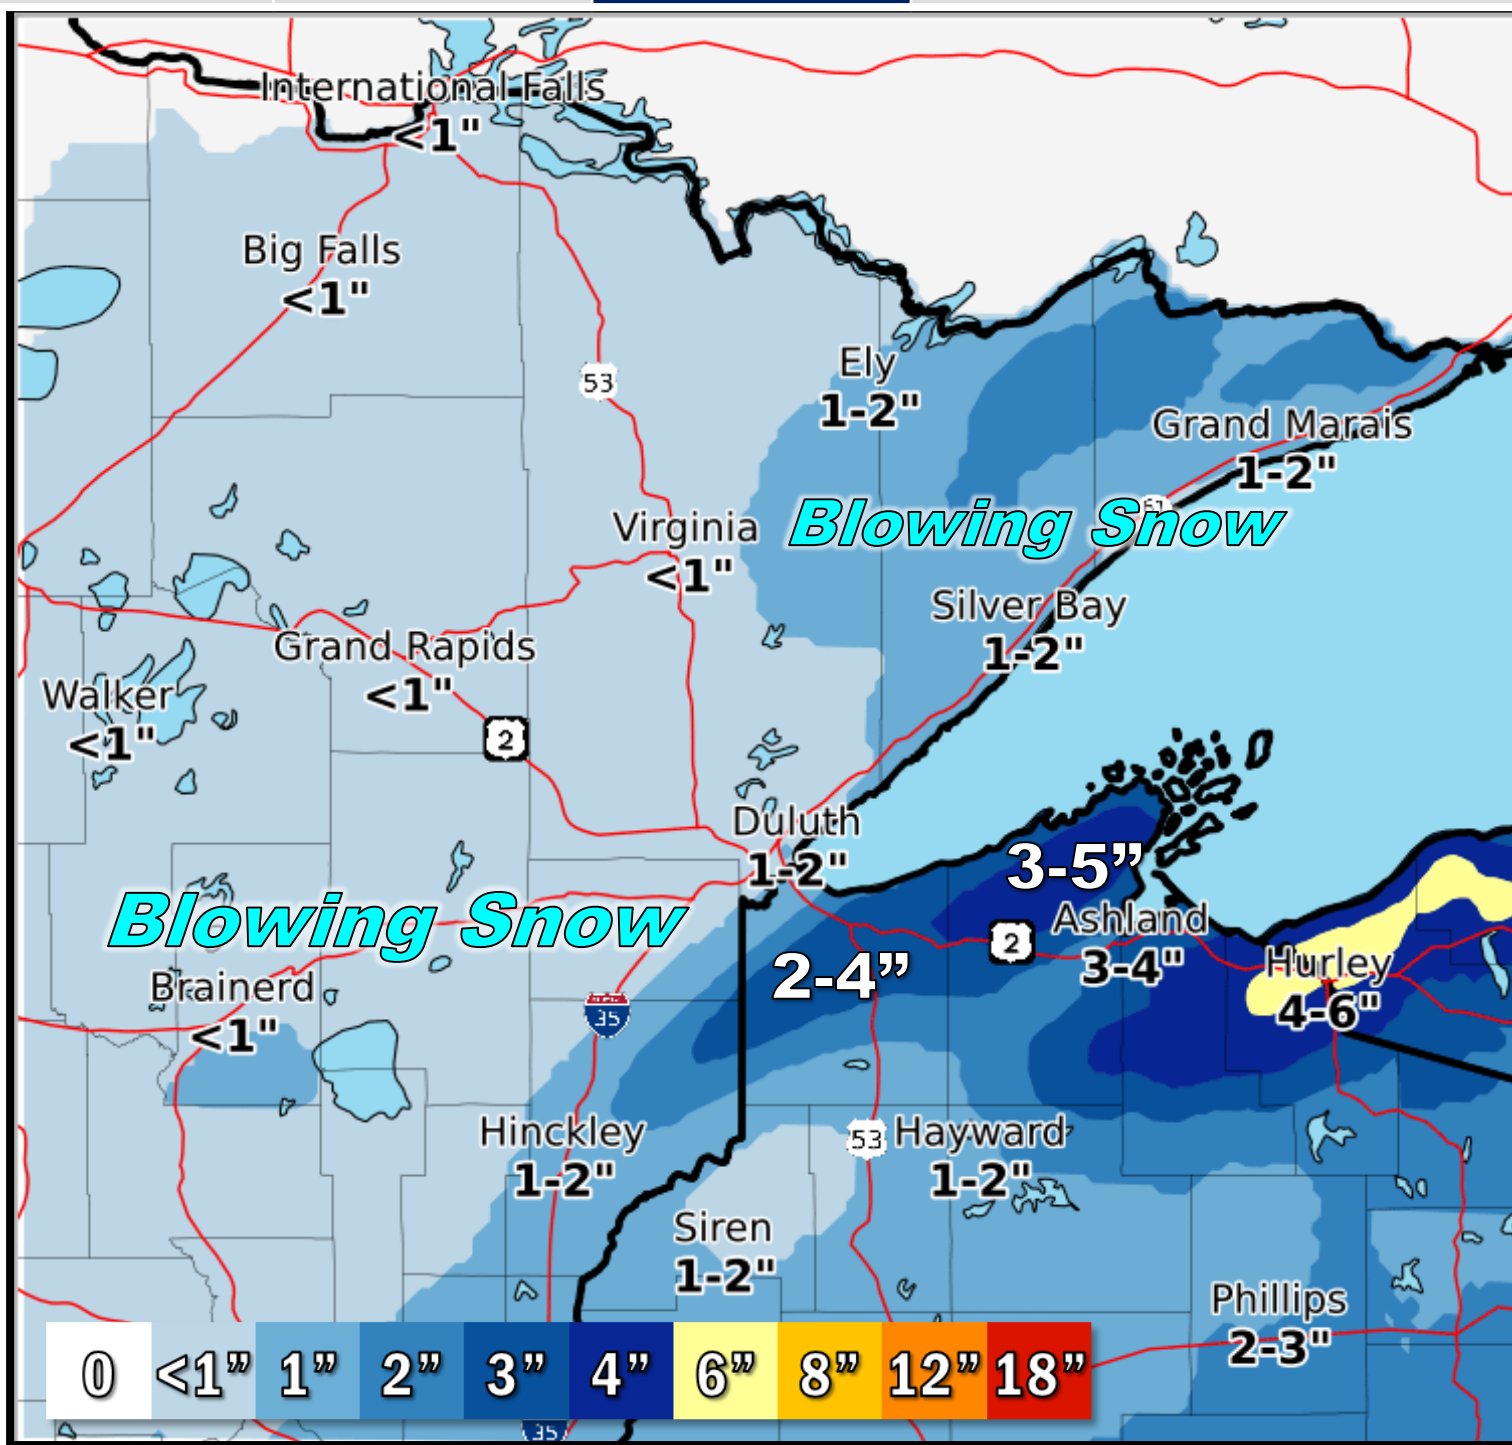 International Falls
<1"
Big Falls
<1"
53
Ely
1-2"
Grand Marais
1-2"
61
Blowing Snow
Virginia
<1"
Silver Bay
1-2"
Grand Rapids
<1"
Walker
<1"
2
Duluth
1-2"
3-5”
Blowing Snow
Ashland
3-4"
2
2-4”
Hurley
4-6"
Brainerd
<1"
35
Hinckley
1-2"
53
Hayward
1-2"
Siren
1-2"
Phillips
2-3"
0 <1” 1” 2” 3” 4” 6” 8” 12” 18”
35